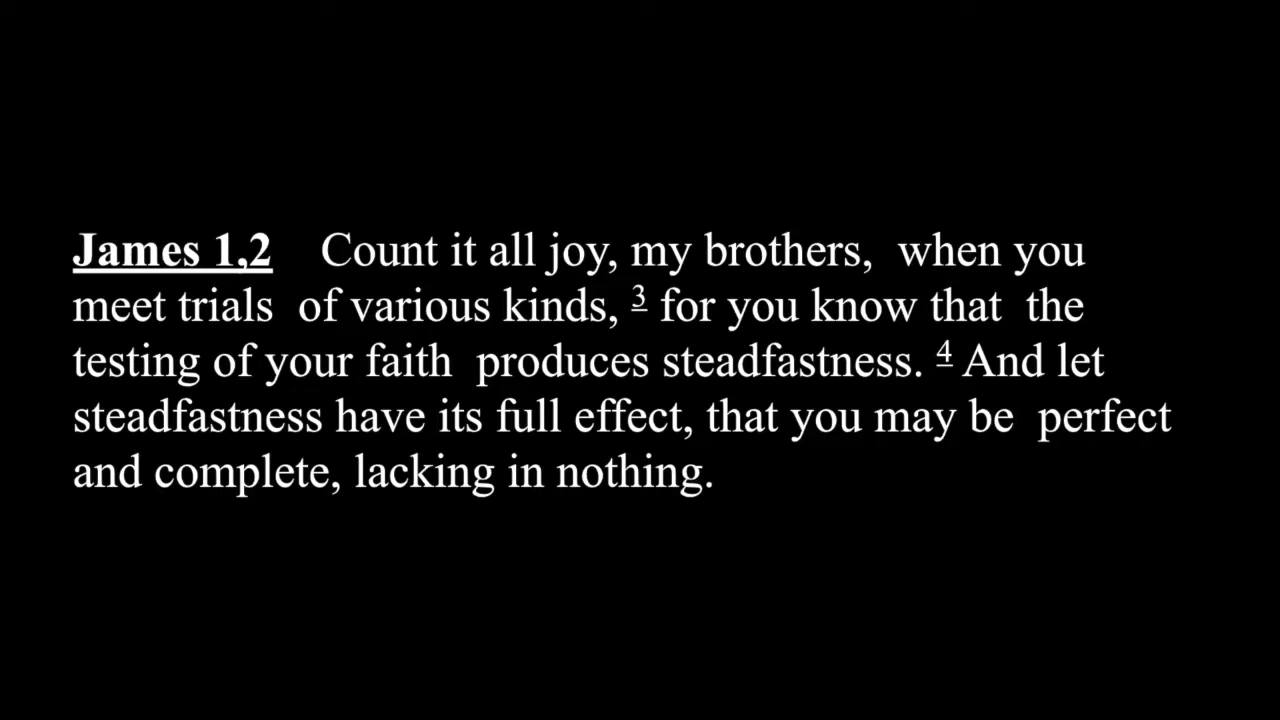 James 1,2 Count it all joy, my brothers, when you
meet trials of various kinds, 3 for you know that the
testing of your faith produces steadfastness. 4 And let
steadfastness have its full effect, that you may be perfect
and complete, lacking in nothing.